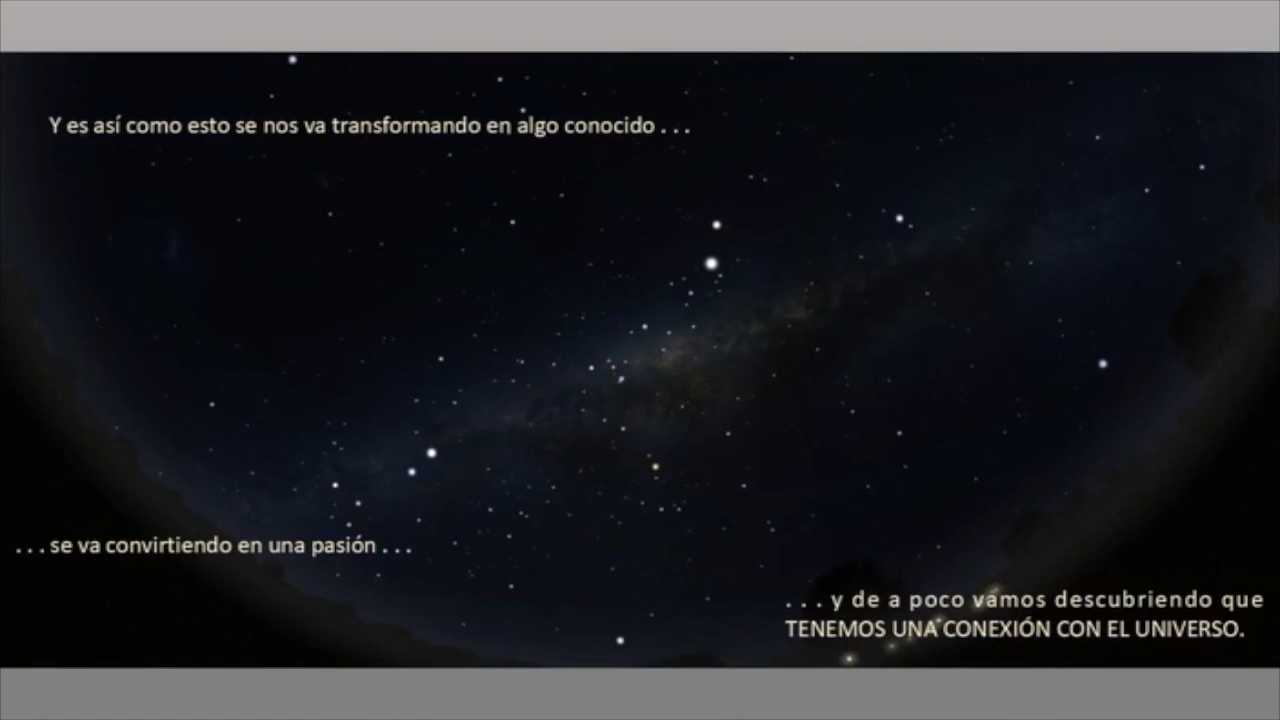 Y es así como esto se nos va transformando en algo conocido . . .
. . . se va convirtiendo en una pasión . . .
. . . y de a poco vamos descubriendo que
TENEMOS UNA CONEXIÓN CON EL UNIVERSO.